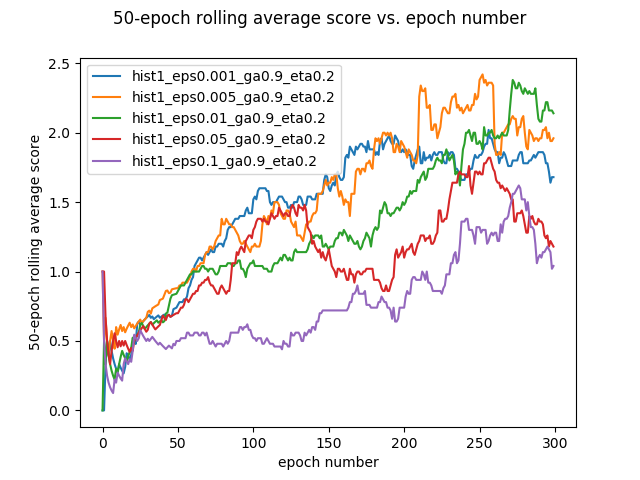 50-epoch rolling average score vs. epoch number
2.5
2.0
1.5
1.0
0.5
0.0
50-epoch rolling average score
hist1_eps0.001_ga0.9_eta0.2
hist1_eps0.005_ga0.9_eta0.2
hist1_eps0.01_ga0.9_eta0.2
hist1_eps0.05_ga0.9_eta0.2
hist1_eps0.1_ga0.9_eta0.2
0 50 100 150 200 250 300
epoch number